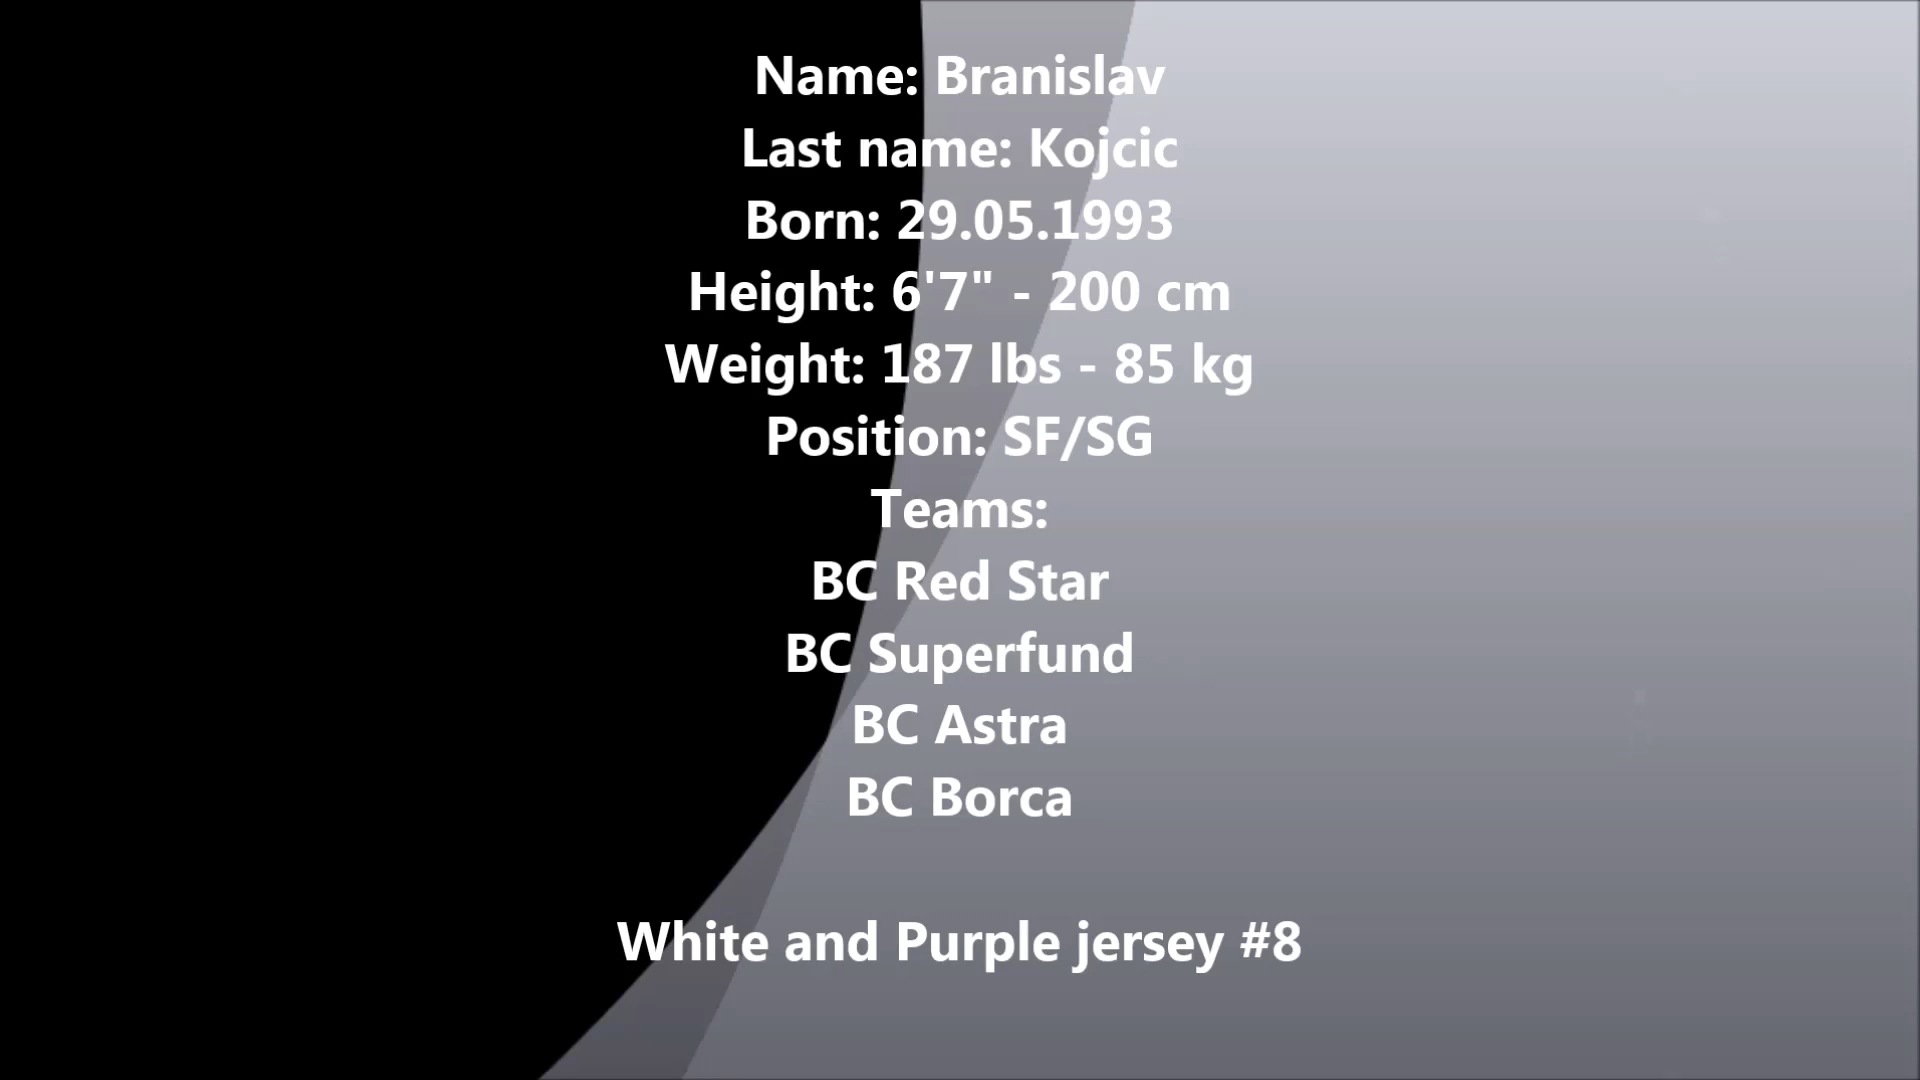 Name: Branislav
Last name: Kojcic
Born: 29.05.1993
Height: 6'7" - 200 cm
Weight: 187 lbs - 85 kg
Position: SF/SG
Teams:
BC Red Star
BC Superfund
BC Astra
BC Borca
White and Purple jersey #8